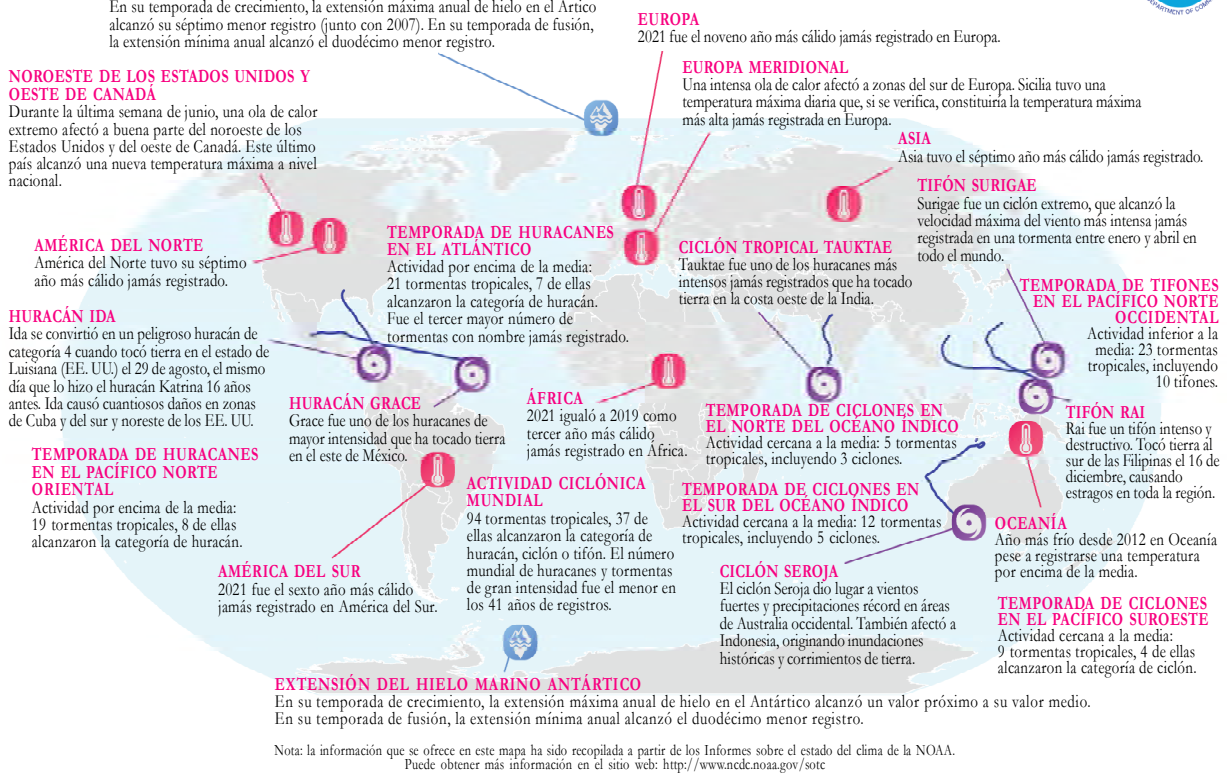 En su temporada de crecimiento, la extensión máxima anual de hielo en el Ártico
alcanzó su séptimo menor registro (junto con 2007). En su temporada de fusión,
la extensión mínima anual alcanzó el duodécimo menor registro.
DEPARTMENT OF COM
EUROPA
2021 fue el noveno año más cálido jamás registrado en Europa.
NOROESTE DE LOS ESTADOS UNIDOS Y
OESTE DE CANADÁ
Durante la última semana de junio, una ola de calor
extremo afectó a buena parte del noroeste de los
Estados Unidos y del oeste de Canadá. Este último
país alcanzó una nueva temperatura máxima a nivel
nacional.
EUROPA MERIDIONAL
Una intensa ola de calor afectó a zonas del sur de Europa. Sicilia tuvo una
temperatura máxima diaria que, si se verifica, constituiría la temperatura máxima
más alta jamás registrada en Europa.
ASIA
Asia tuvo el séptimo año más cálido jamás registrado.
TIFÓN SURIGAE
Surigae fue un ciclón extremo, que alcanzó la
velocidad máxima del viento más intensa jamás
registrada en una tormenta entre enero y abril en
todo el mundo.
AMÉRICA DEL NORTE
América del Norte tuvo su séptimo
año más cálido jamás registrado.
TEMPORADA DE HURACANES
EN EL ATLÁNTICO
Actividad por encima de la media:
21 tormentas tropicales, 7 de ellas
alcanzaron la categoría de huracán.
Fue el tercer mayor número de
tormentas con nombre jamás registrado.
CICLÓN TROPICAL TAUKTAE
Tauktae fue uno de los huracanes más
intensos jamás registrados que ha tocado
tierra en la costa oeste de la India.
TEMPORADA DE TIFONES
EN EL PACÍFICO NORTE
OCCIDENTAL
Actividad inferior a la
media: 23 tormentas
tropicales, incluyendo
10 tifones.
HURACÁN IDA
Ida se convirtió en un peligroso huracán de
categoría 4 cuando tocó tierra en el estado de
Luisiana (EE. UU.) el 29 de agosto, el mismo
día que lo hizo el huracán Katrina 16 años
antes. Ida causó cuantiosos daños en zonas
de Cuba y del sur y noreste de los EE. UU.
HURACÁN GRACE
Grace fue uno de los huracanes de
mayor intensidad que ha tocado tierra
en el este de México.
ÁFRICA
2021 igualó a 2019 como
tercer año más cálido
jamás registrado en África.
TEMPORADA DE CICLONES EN
EL NORTE DEL OCÉANO ÍNDICO
Actividad cercana a la media: 5 tormentas
tropicales, incluyendo 3 ciclones.
TIFÓN RAI
Rai fue un tifón intenso y
destructivo. Tocó tierra al
sur de las Filipinas el 16 de
diciembre, causando
estragos en toda la región.
TEMPORADA DE HURACANES
EN EL PACÍFICO NORTE
ORIENTAL
Actividad por encima de la media:
19 tormentas tropicales, 8 de ellas
alcanzaron la categoría de huracán.
ACTIVIDAD CICLÓNICA
MUNDIAL
94 tormentas tropicales, 37 de
ellas alcanzaron la categoría de
huracán, ciclón o tifón. El número
mundial de huracanes y tormentas
de gran intensidad fue el menor en
los 41 años de registros.
TEMPORADA DE CICLONES EN
EL SUR DEL OCÉANO ÍNDICO
Actividad cercana a la media: 12 tormentas
tropicales, incluyendo 5 ciclones.
OCEANÍA
Año más frío desde 2012 en Oceanía
pese a registrarse una temperatura
por encima de la media.
AMÉRICA DEL SUR
2021 fue el sexto año más cálido
jamás registrado en América del Sur.
CICLÓN SEROJA
El ciclón Seroja dio lugar a vientos
fuertes y precipitaciones récord en áreas
de Australia occidental. También afectó a
Indonesia, originando inundaciones
históricas y corrimientos de tierra.
TEMPORADA DE CICLONES
EN EL PACÍFICO SUROESTE
Actividad cercana a la media:
9 tormentas tropicales, 4 de ellas
alcanzaron la categoría de ciclón.
EXTENSIÓN DEL HIELO MARINO ANTÁRTICO
En su temporada de crecimiento, la extensión máxima anual de hielo en el Antártico alcanzó un valor próximo a su valor medio.
En su temporada de fusión, la extensión mínima anual alcanzó el duodécimo menor registro.
Nota: la información que se ofrece en este mapa ha sido recopilada a partir de los Informes sobre el estado del clima de la NOAA.
Puede obtener más información en el sitio web: http://www.ncdc.noaa.gov/sotc